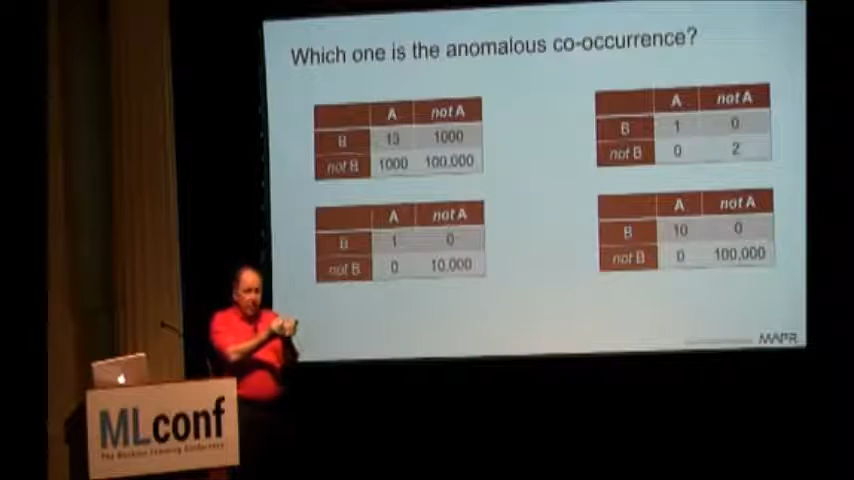 Which one is the anomalous co-occurrence?
A not A
B 13 1000
not B 1000 100,000
A not A
B 1 0
not B 0 2
A not A
B 1 0
not B 0 10,000
A not A
B 10 0
not B 0 100,000
MAPR
MLconf
The Machine Learning Conference